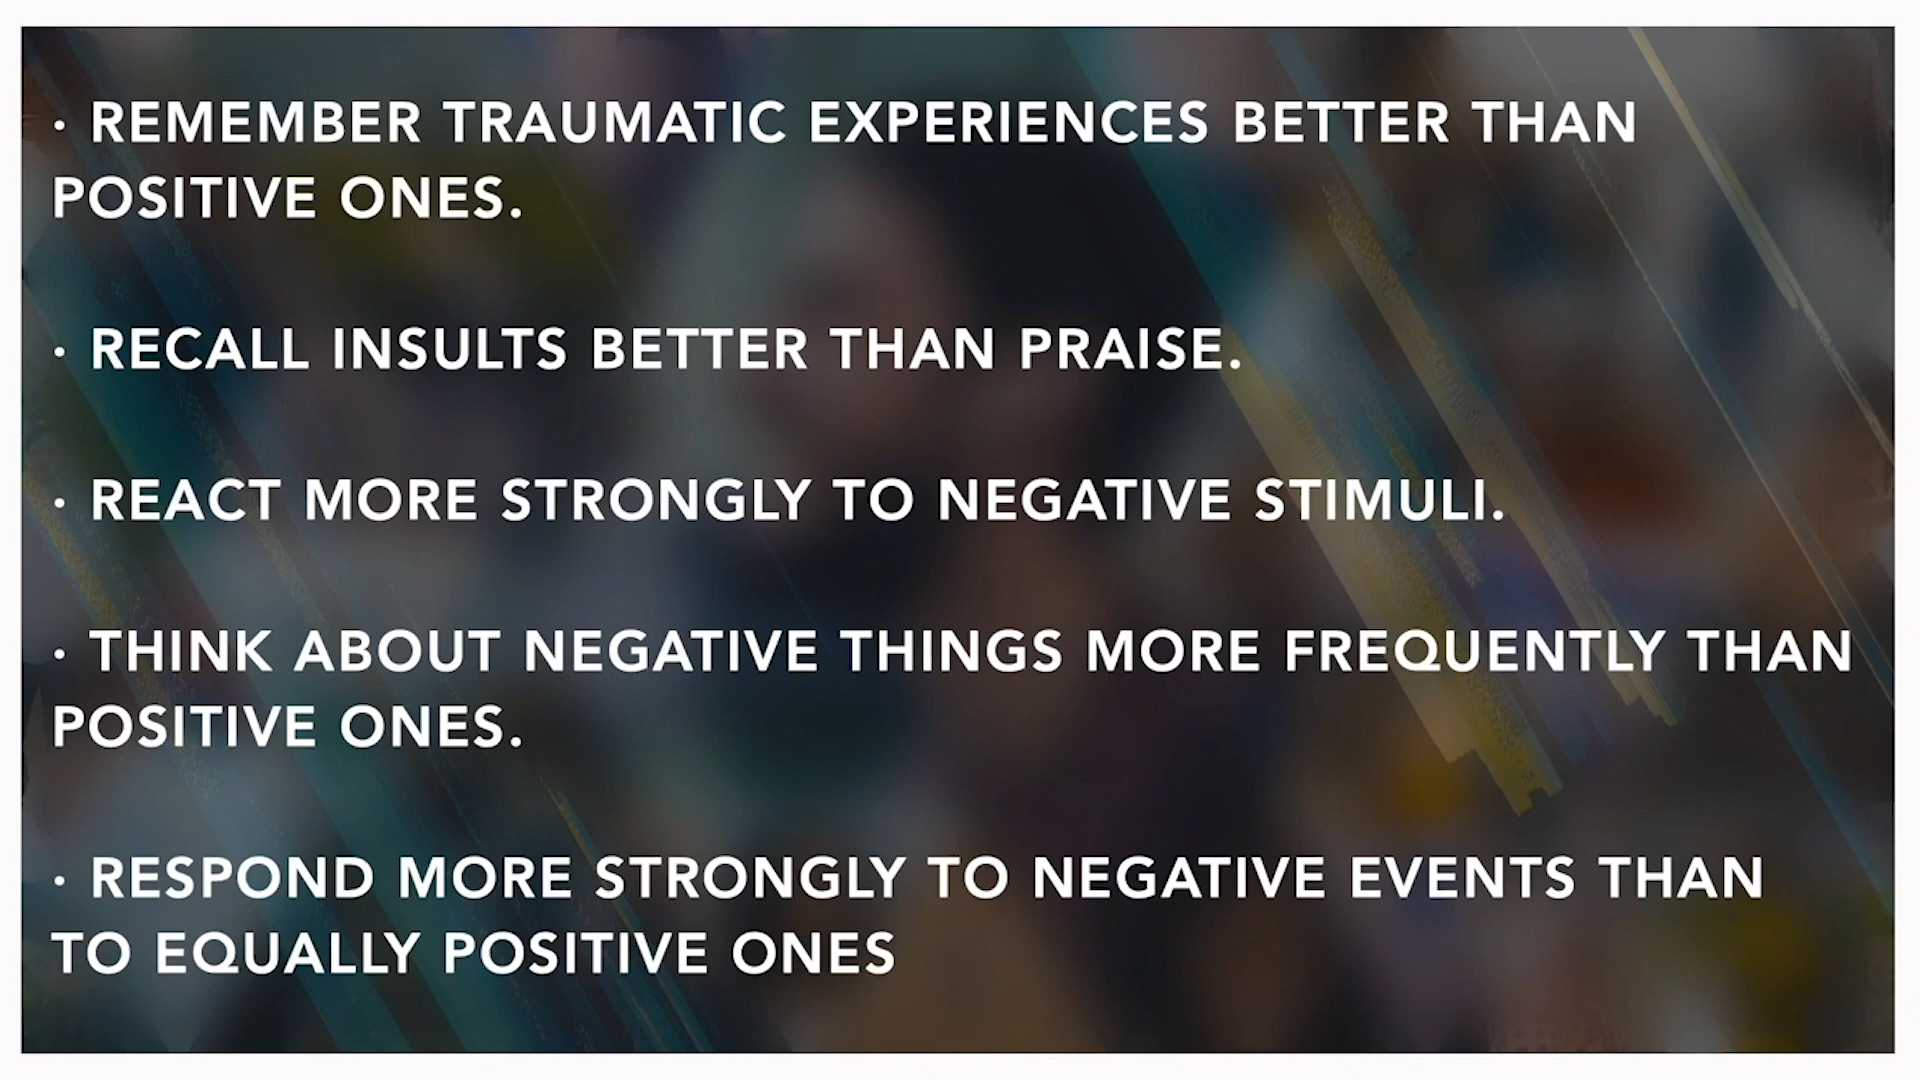 · REMEMBER TRAUMATIC EXPERIENCES BETTER THAN
POSITIVE ONES.
· RECALL INSULTS BETTER THAN PRAISE.
· REACT MORE STRONGLY TO NEGATIVE STIMULI.
· THINK ABOUT NEGATIVE THINGS MORE FREQUENTLY THAN
POSITIVE ONES.
· RESPOND MORE STRONGLY TO NEGATIVE EVENTS THAN
TO EQUALLY POSITIVE ONES